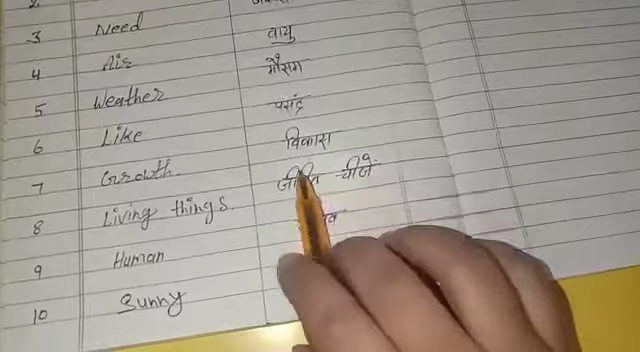 3 Need
4 Air वायु
5 Weather मौसम
6 Like पसंद
7 Growth विकास
8 Living things जीवित चीजें
9 Human
10 Sunny